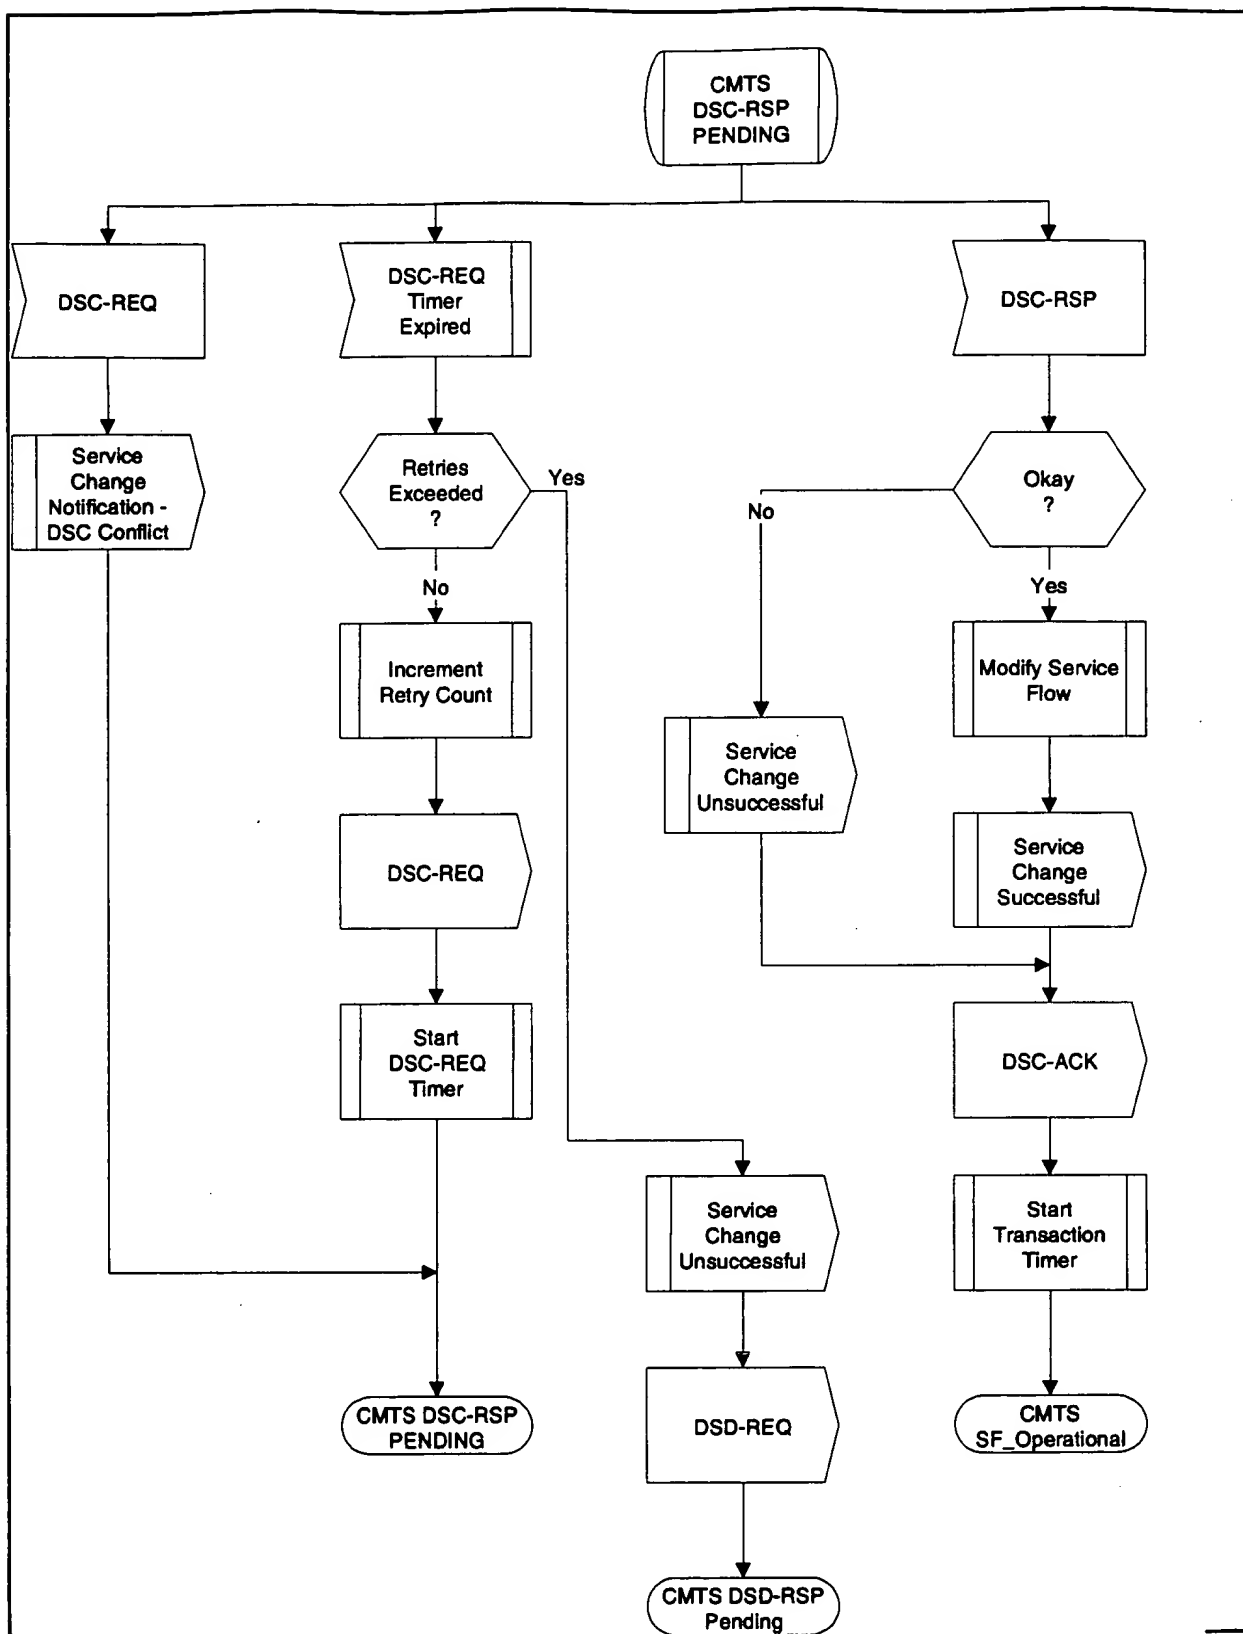 CMTS
DSC-RSP
PENDING
DSC-REQ
DSC-REQ
Timer
Expired
DSC-RSP
Service
Change
Notification -
DSC Conflict
Retries
Exceeded
?
Yes
No
Okay
?
No
Yes
Increment
Retry Count
Modify Service
Flow
Service
Change
Unsuccessful
DSC-REQ
Service
Change
Successful
Start
DSC-REQ
Timer
DSC-ACK
Service
Change
Unsuccessful
Start
Transaction
Timer
CMTS DSC-RSP
PENDING
DSD-REQ
CMTS
SF_Operational
CMTS DSD-RSP
Pending